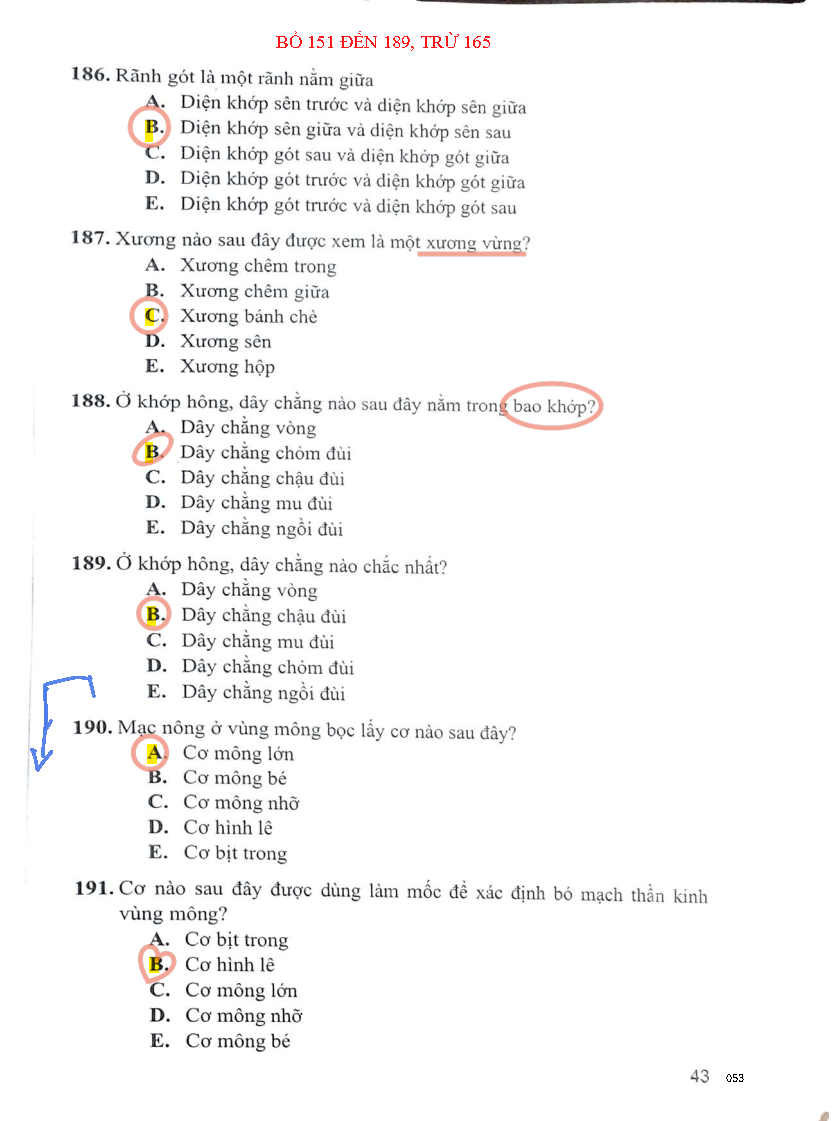 BỎ 151 ĐẾN 189, TRỪ 165
186. Rãnh gót là một rãnh nằm giữa
A. Diện khớp sên trước và diện khớp sên giữa
B. Diện khớp sên giữa và diện khớp sên sau
C. Diện khớp gót sau và diện khớp gót giữa
D. Diện khớp gót trước và diện khớp gót giữa
E. Diện khớp gót trước và diện khớp gót sau
187. Xương nào sau đây được xem là một xương vừng?
A. Xương chêm trong
B. Xương chêm giữa
C. Xương bánh chè
D. Xương sên
E. Xương hộp
188. Ở khớp hông, dây chằng nào sau đây nằm trong bao khớp?
A. Dây chằng vòng
B. Dây chằng chỏm đùi
C. Dây chằng chậu đùi
D. Dây chằng mu đùi
E. Dây chằng ngồi đùi
189. Ở khớp hông, dây chằng nào chắc nhất?
A. Dây chằng vòng
B. Dây chằng chậu đùi
C. Dây chằng mu đùi
D. Dây chằng chỏm đùi
E. Dây chằng ngồi đùi
190. Mạc nông ở vùng mông bọc lấy cơ nào sau đây?
A. Cơ mông lớn
B. Cơ mông bé
C. Cơ mông nhỡ
D. Cơ hình lê
E. Cơ bịt trong
191. Cơ nào sau đây được dùng làm mốc để xác định bó mạch thần kinh
vùng mông?
A. Cơ bịt trong
B. Cơ hình lê
C. Cơ mông lớn
D. Cơ mông nhỡ
E. Cơ mông bé
43 053